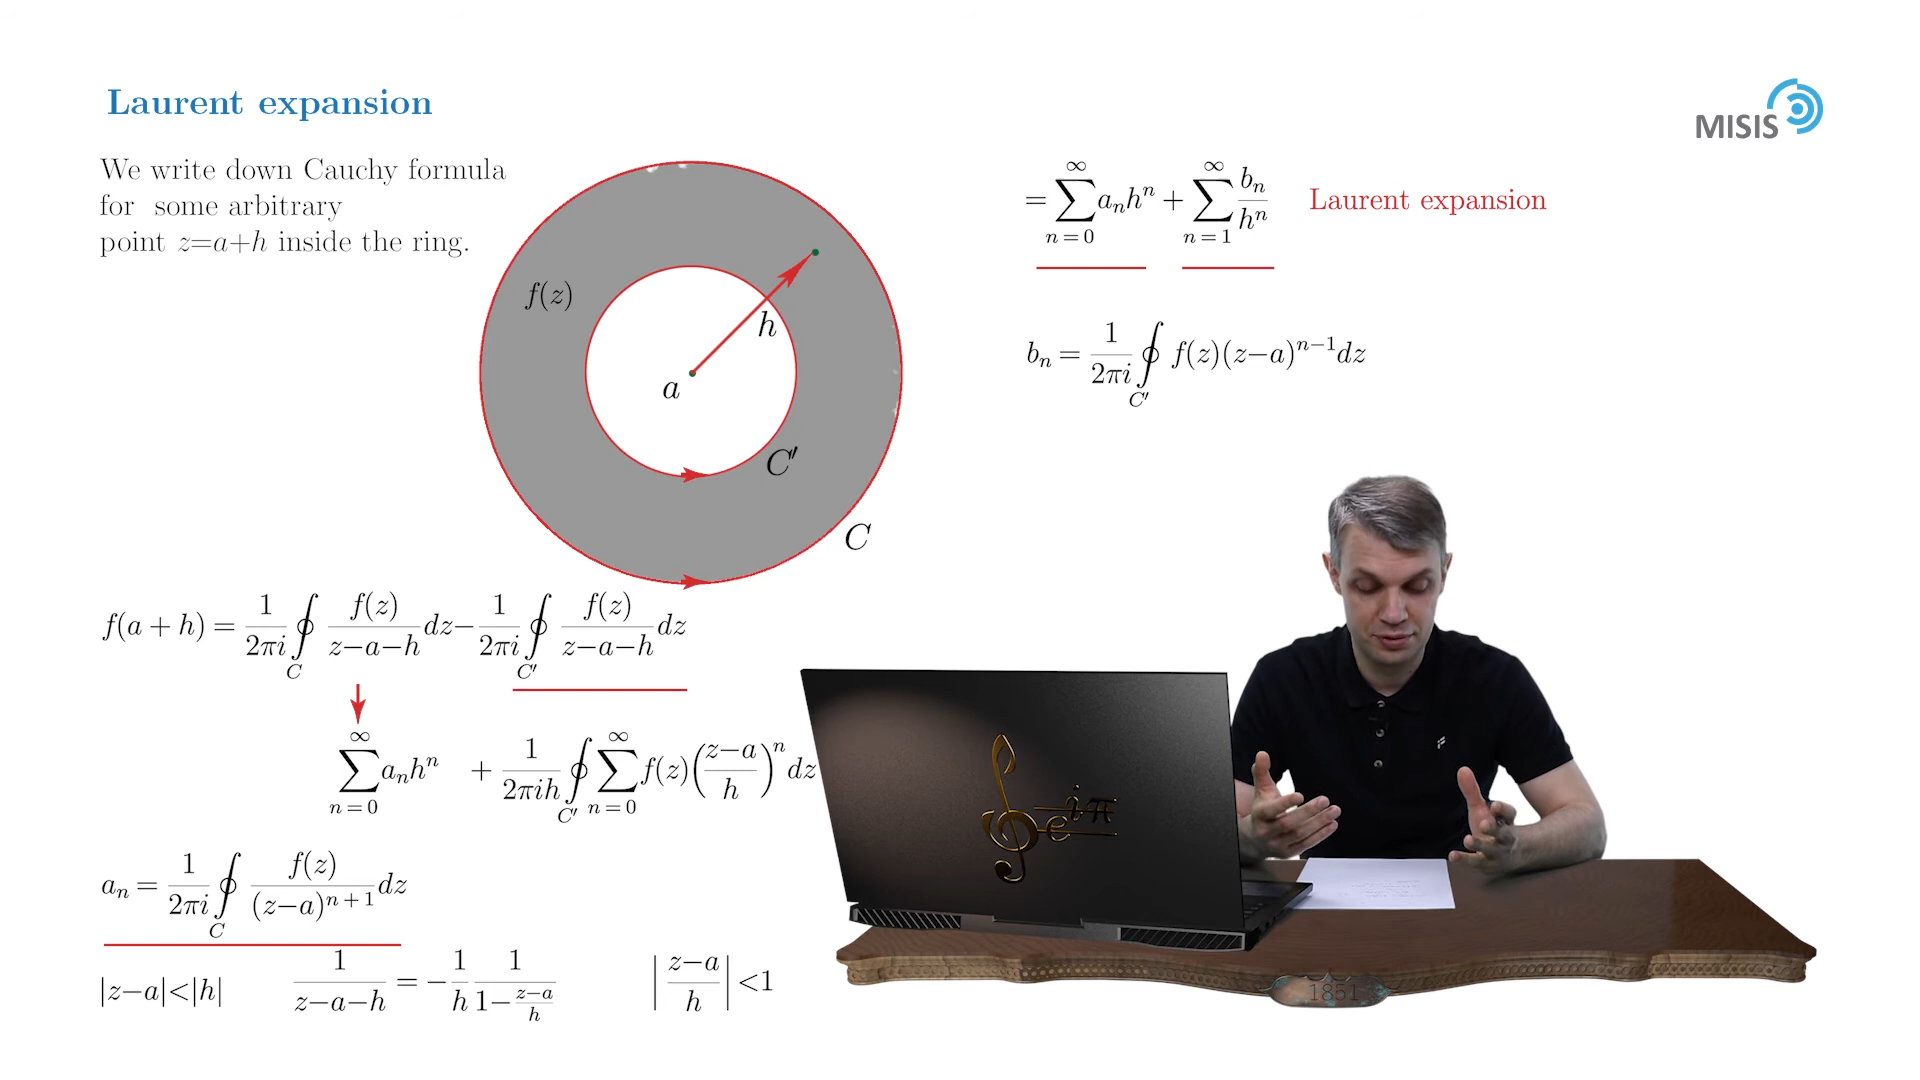 Laurent expansion
MISIS
We write down Cauchy formula
for some arbitrary
point z=a+h inside the ring.
f(z)
h
a
C′
C
= ∑_{n=0}^{∞} a_n h^n + ∑_{n=1}^{∞} b_n/h^n Laurent expansion
b_n = 1/(2πi) ∮_{C′} f(z)(z−a)^{n−1} dz
f(a+h) = 1/(2πi) ∮_C f(z)/(z−a−h) dz − 1/(2πi) ∮_{C′} f(z)/(z−a−h) dz
∑_{n=0}^{∞} a_n h^n + 1/(2πih) ∮_{C′} ∑_{n=0}^{∞} f(z)((z−a)/h)^n dz
a_n = 1/(2πi) ∮_C f(z)/(z−a)^{n+1} dz
|z−a|<|h| 1/(z−a−h) = −(1/h) 1/(1−(z−a)/h) |(z−a)/h| <1
e^{iπ}
1851